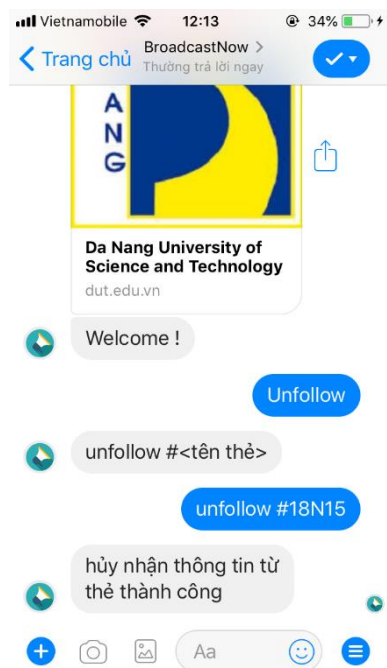 Vietnamobile 12:13 34%
Trang chủ
BroadcastNow >
Thường trả lời ngay
A
N
G
Da Nang University of
Science and Technology
dut.edu.vn
Welcome !
Unfollow
unfollow #<tên thẻ>
unfollow #18N15
hủy nhận thông tin từ
thẻ thành công
Aa